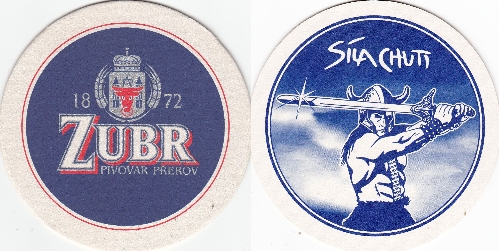 18 72
ZUBR
PIVOVAR PŘEROV
SÍLA CHUTI